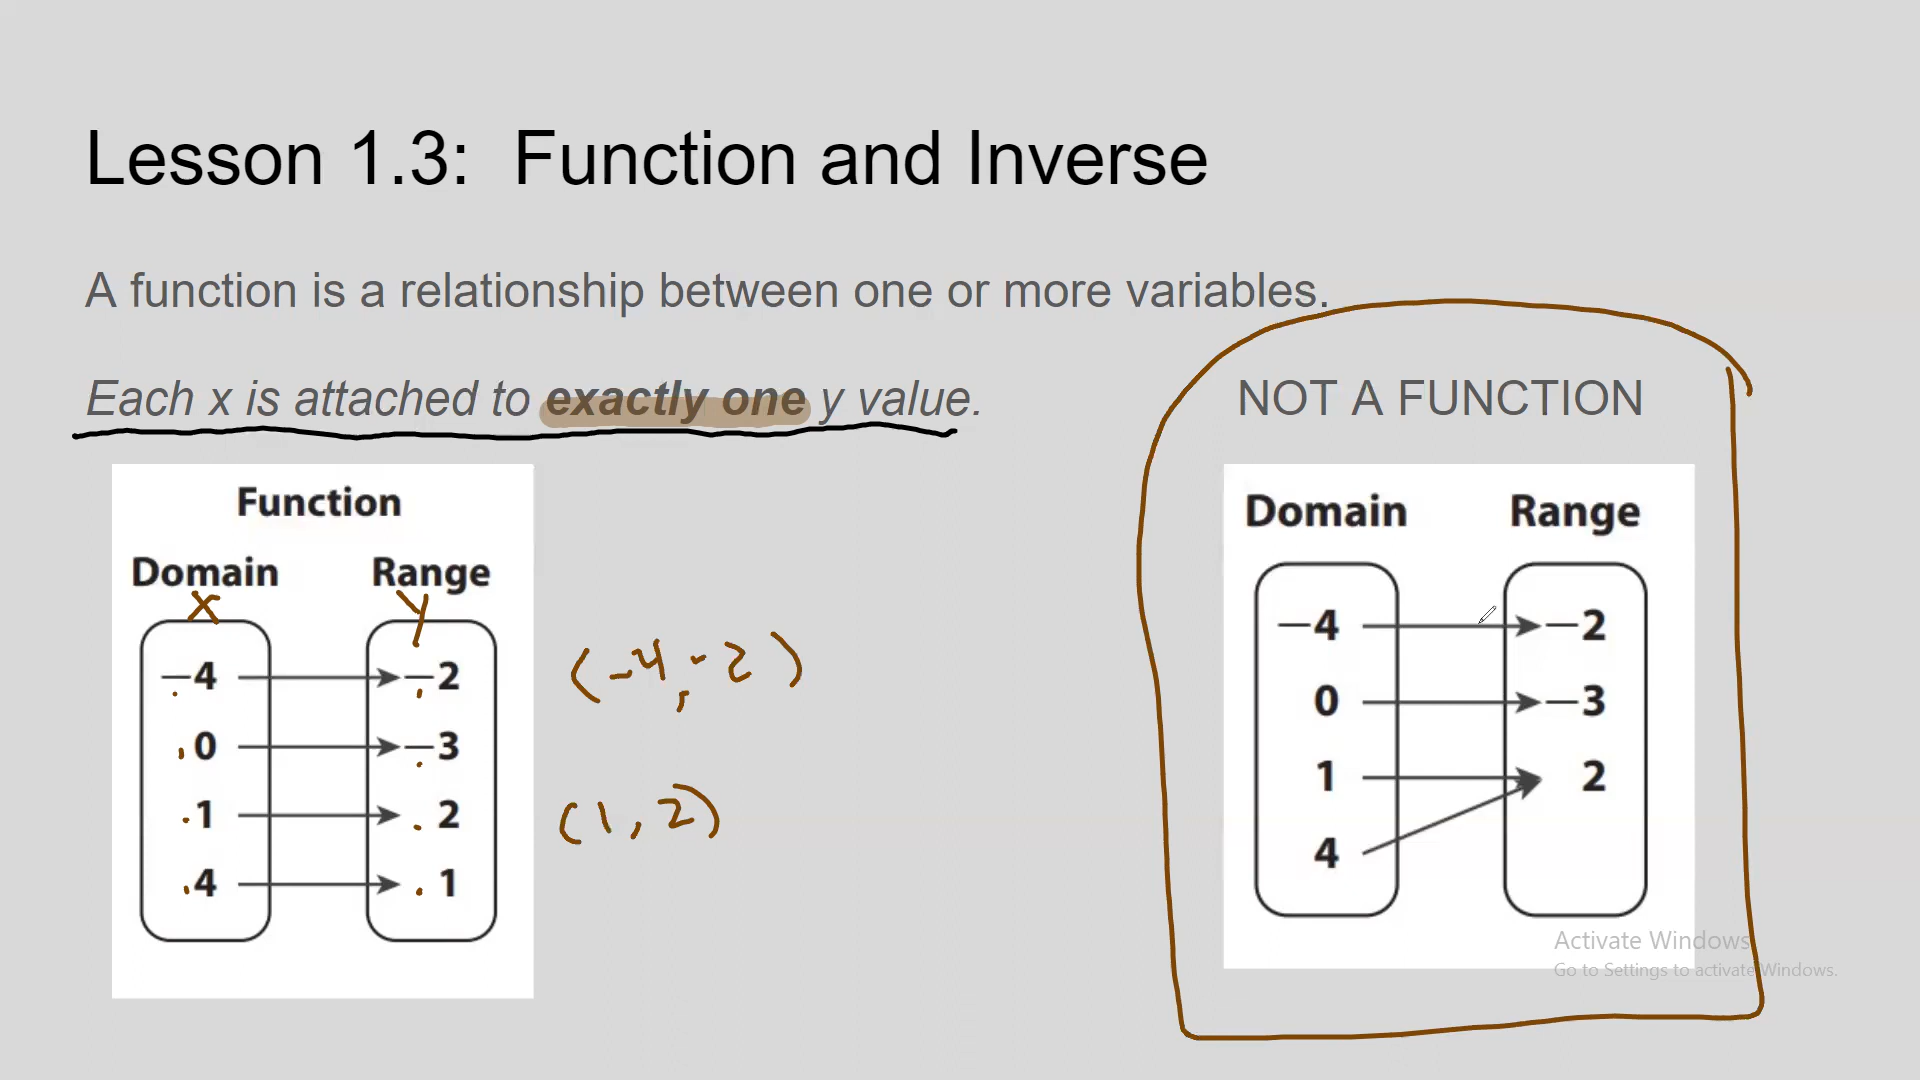 Lesson 1.3: Function and Inverse
A function is a relationship between one or more variables.
Each x is attached to exactly one y value.
NOT A FUNCTION
Function
Domain Range
x y
-4 -2
0 -3
1 2
4 1
(-4,-2)
(1,2)
Domain Range
-4 -2
0 -3
1 2
4
Activate Windows
Go to Settings to activate Windows.